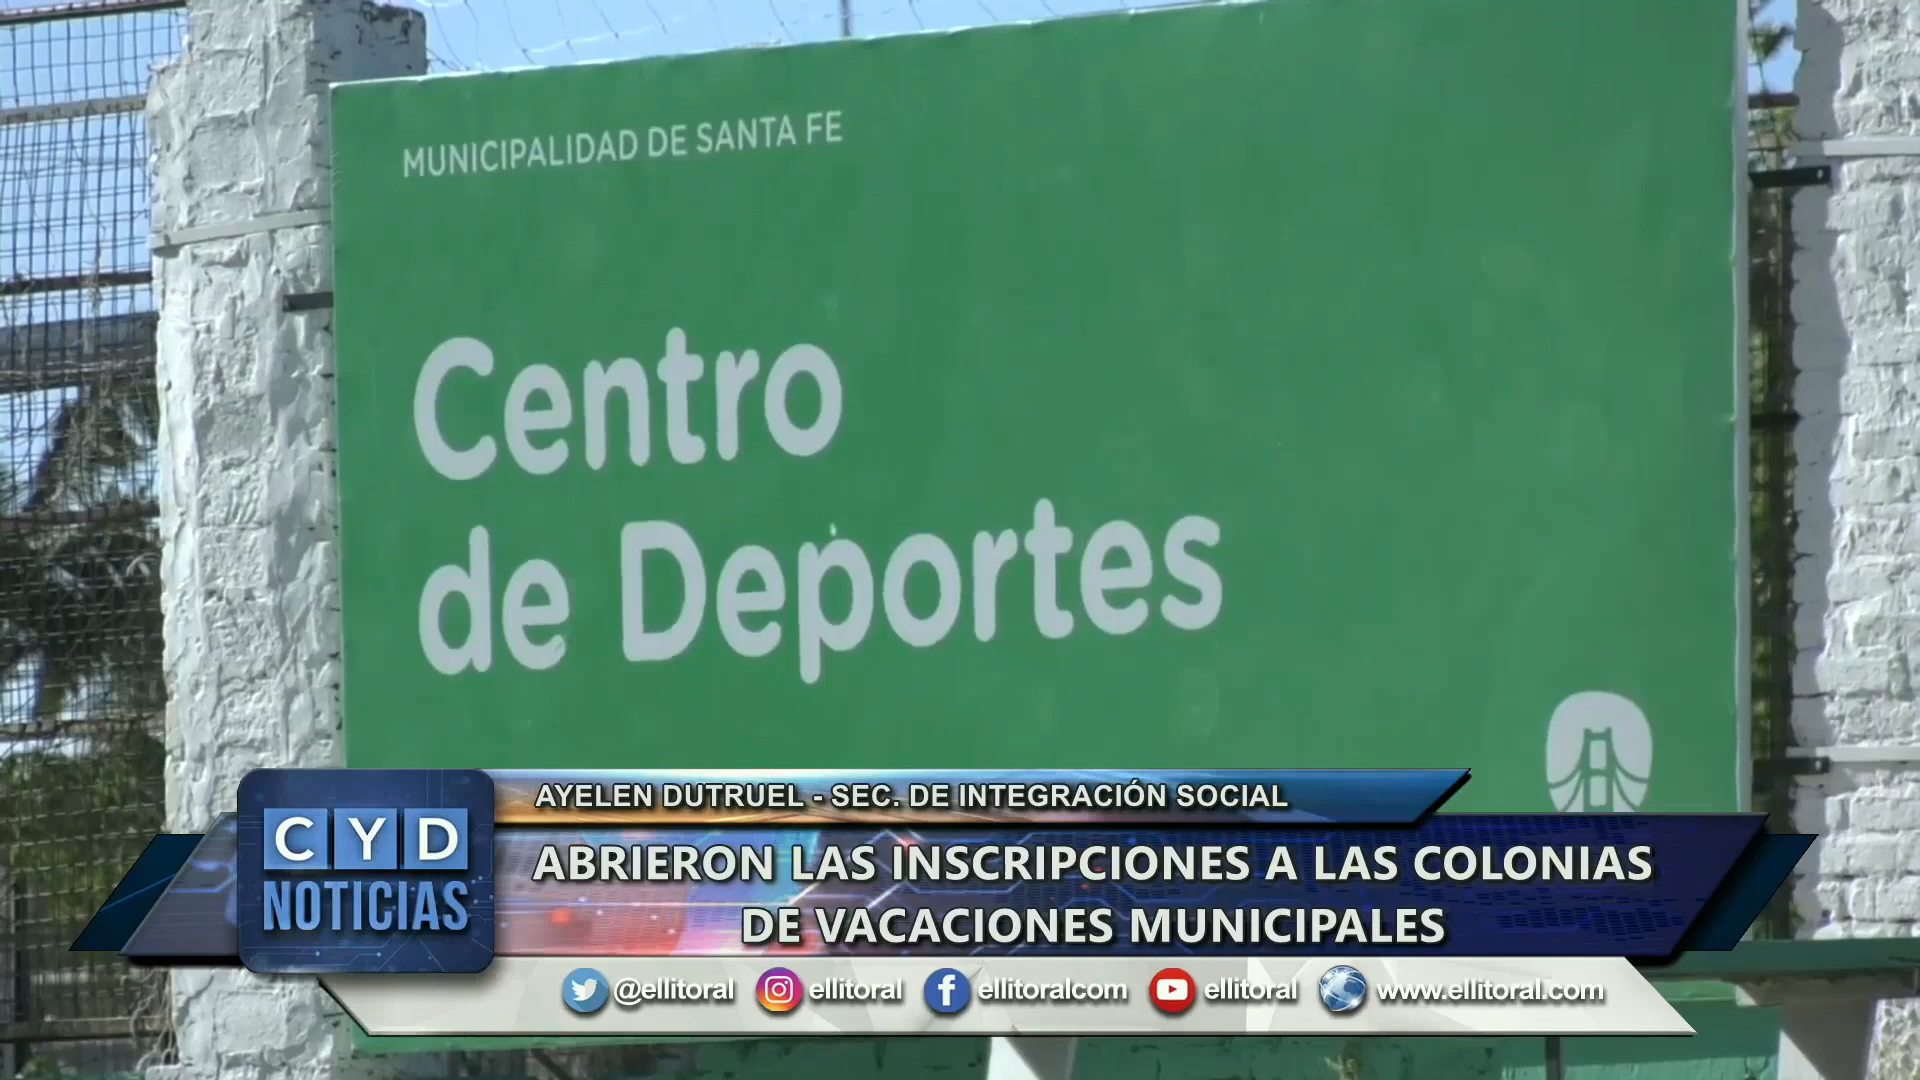 MUNICIPALIDAD DE SANTA FE
Centro
de Deportes
CYD
NOTICIAS
AYELEN DUTRUEL - SEC. DE INTEGRACIÓN SOCIAL
ABRIERON LAS INSCRIPCIONES A LAS COLONIAS
DE VACACIONES MUNICIPALES
@ellitoral ellitoral ellitoralcom ellitoral www.ellitoral.com